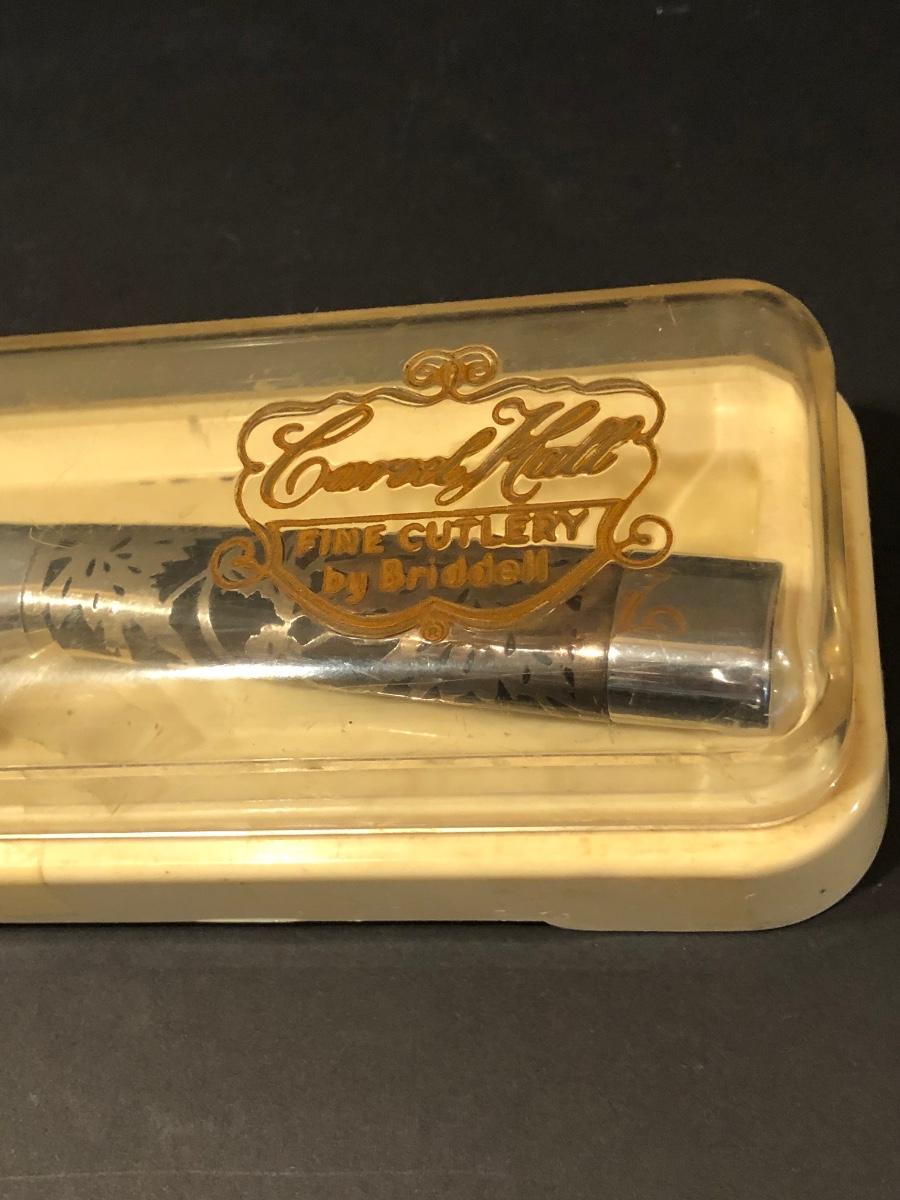 Carvel Hall
FINE CUTLERY
by Briddell
®